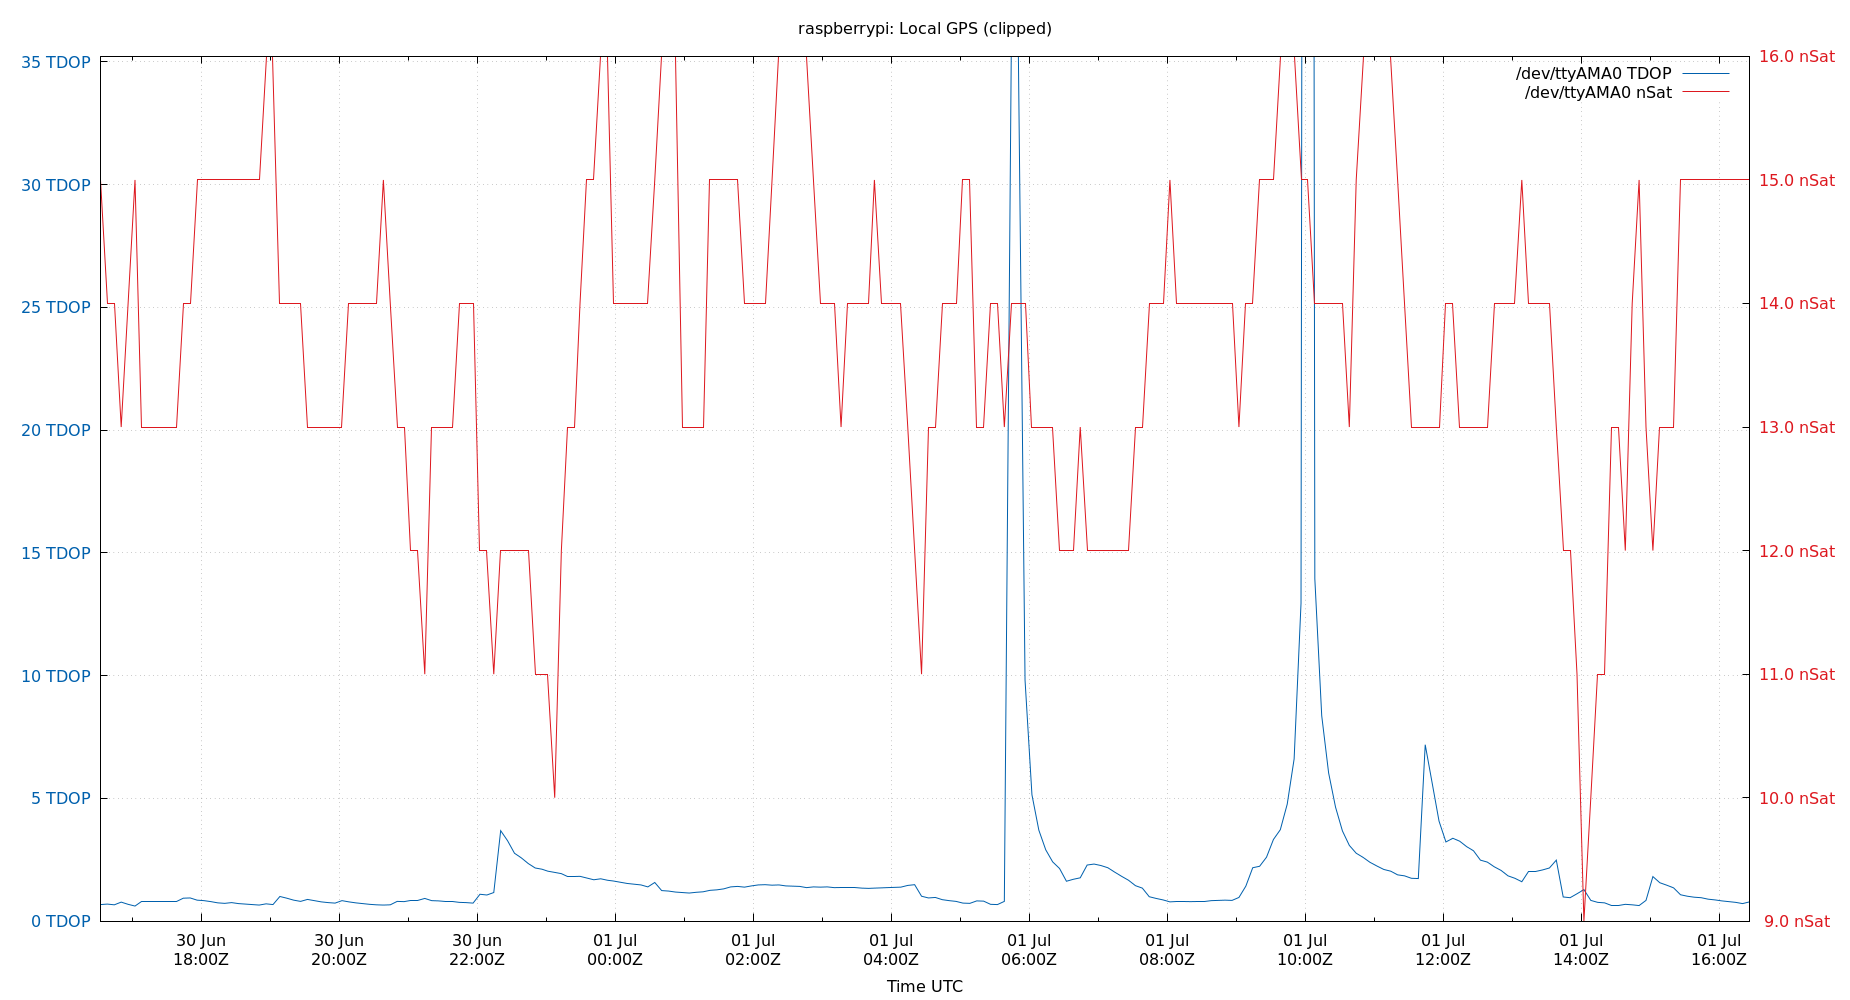 raspberrypi: Local GPS (clipped)
35 TDOP
30 TDOP
25 TDOP
20 TDOP
15 TDOP
10 TDOP
5 TDOP
0 TDOP
16.0 nSat
15.0 nSat
14.0 nSat
13.0 nSat
12.0 nSat
11.0 nSat
10.0 nSat
9.0 nSat
/dev/ttyAMA0 TDOP
/dev/ttyAMA0 nSat
30 Jun
18:00Z
30 Jun
20:00Z
30 Jun
22:00Z
01 Jul
00:00Z
01 Jul
02:00Z
01 Jul
04:00Z
01 Jul
06:00Z
01 Jul
08:00Z
01 Jul
10:00Z
01 Jul
12:00Z
01 Jul
14:00Z
01 Jul
16:00Z
Time UTC